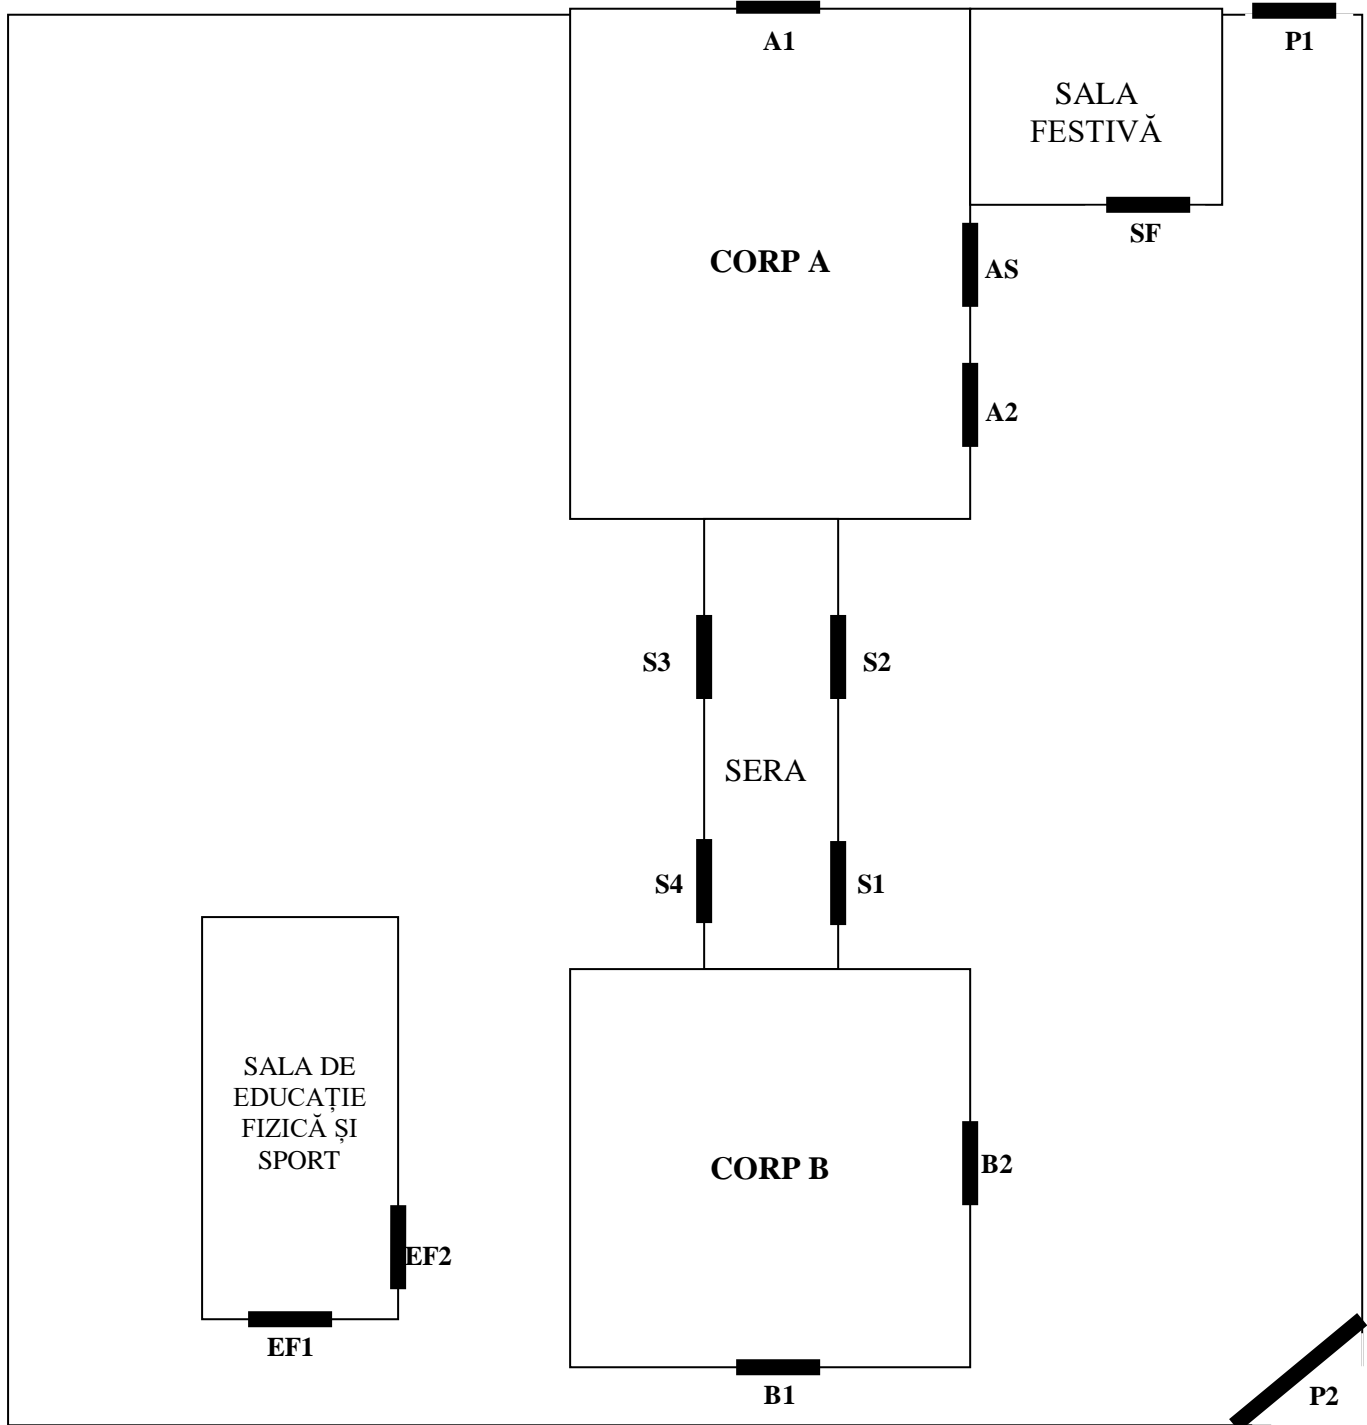 A1
P1
SALA
FESTIVĂ
SF
CORP A
AS
A2
S3
S2
SERA
S4
S1
SALA DE
EDUCAȚIE
FIZICĂ ȘI
SPORT
CORP B
B2
EF2
EF1
B1
P2